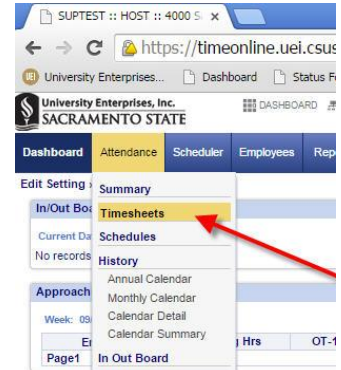 SUPTEST :: HOST :: 4000 S
https://timeonline.uei.csus
University Enterprises... Dashboard Status F
University Enterprises, Inc.
SACRAMENTO STATE
DASHBOARD
Dashboard Attendance Scheduler Employees Rep
Edit Setting
Summary
In/Out Boa
Timesheets
Current Da
Schedules
No records
History
Annual Calendar
Approach
Monthly Calendar
Week: 09/
Calendar Detail
Calendar Summary
E Hrs OT-1
Page1 In Out Board